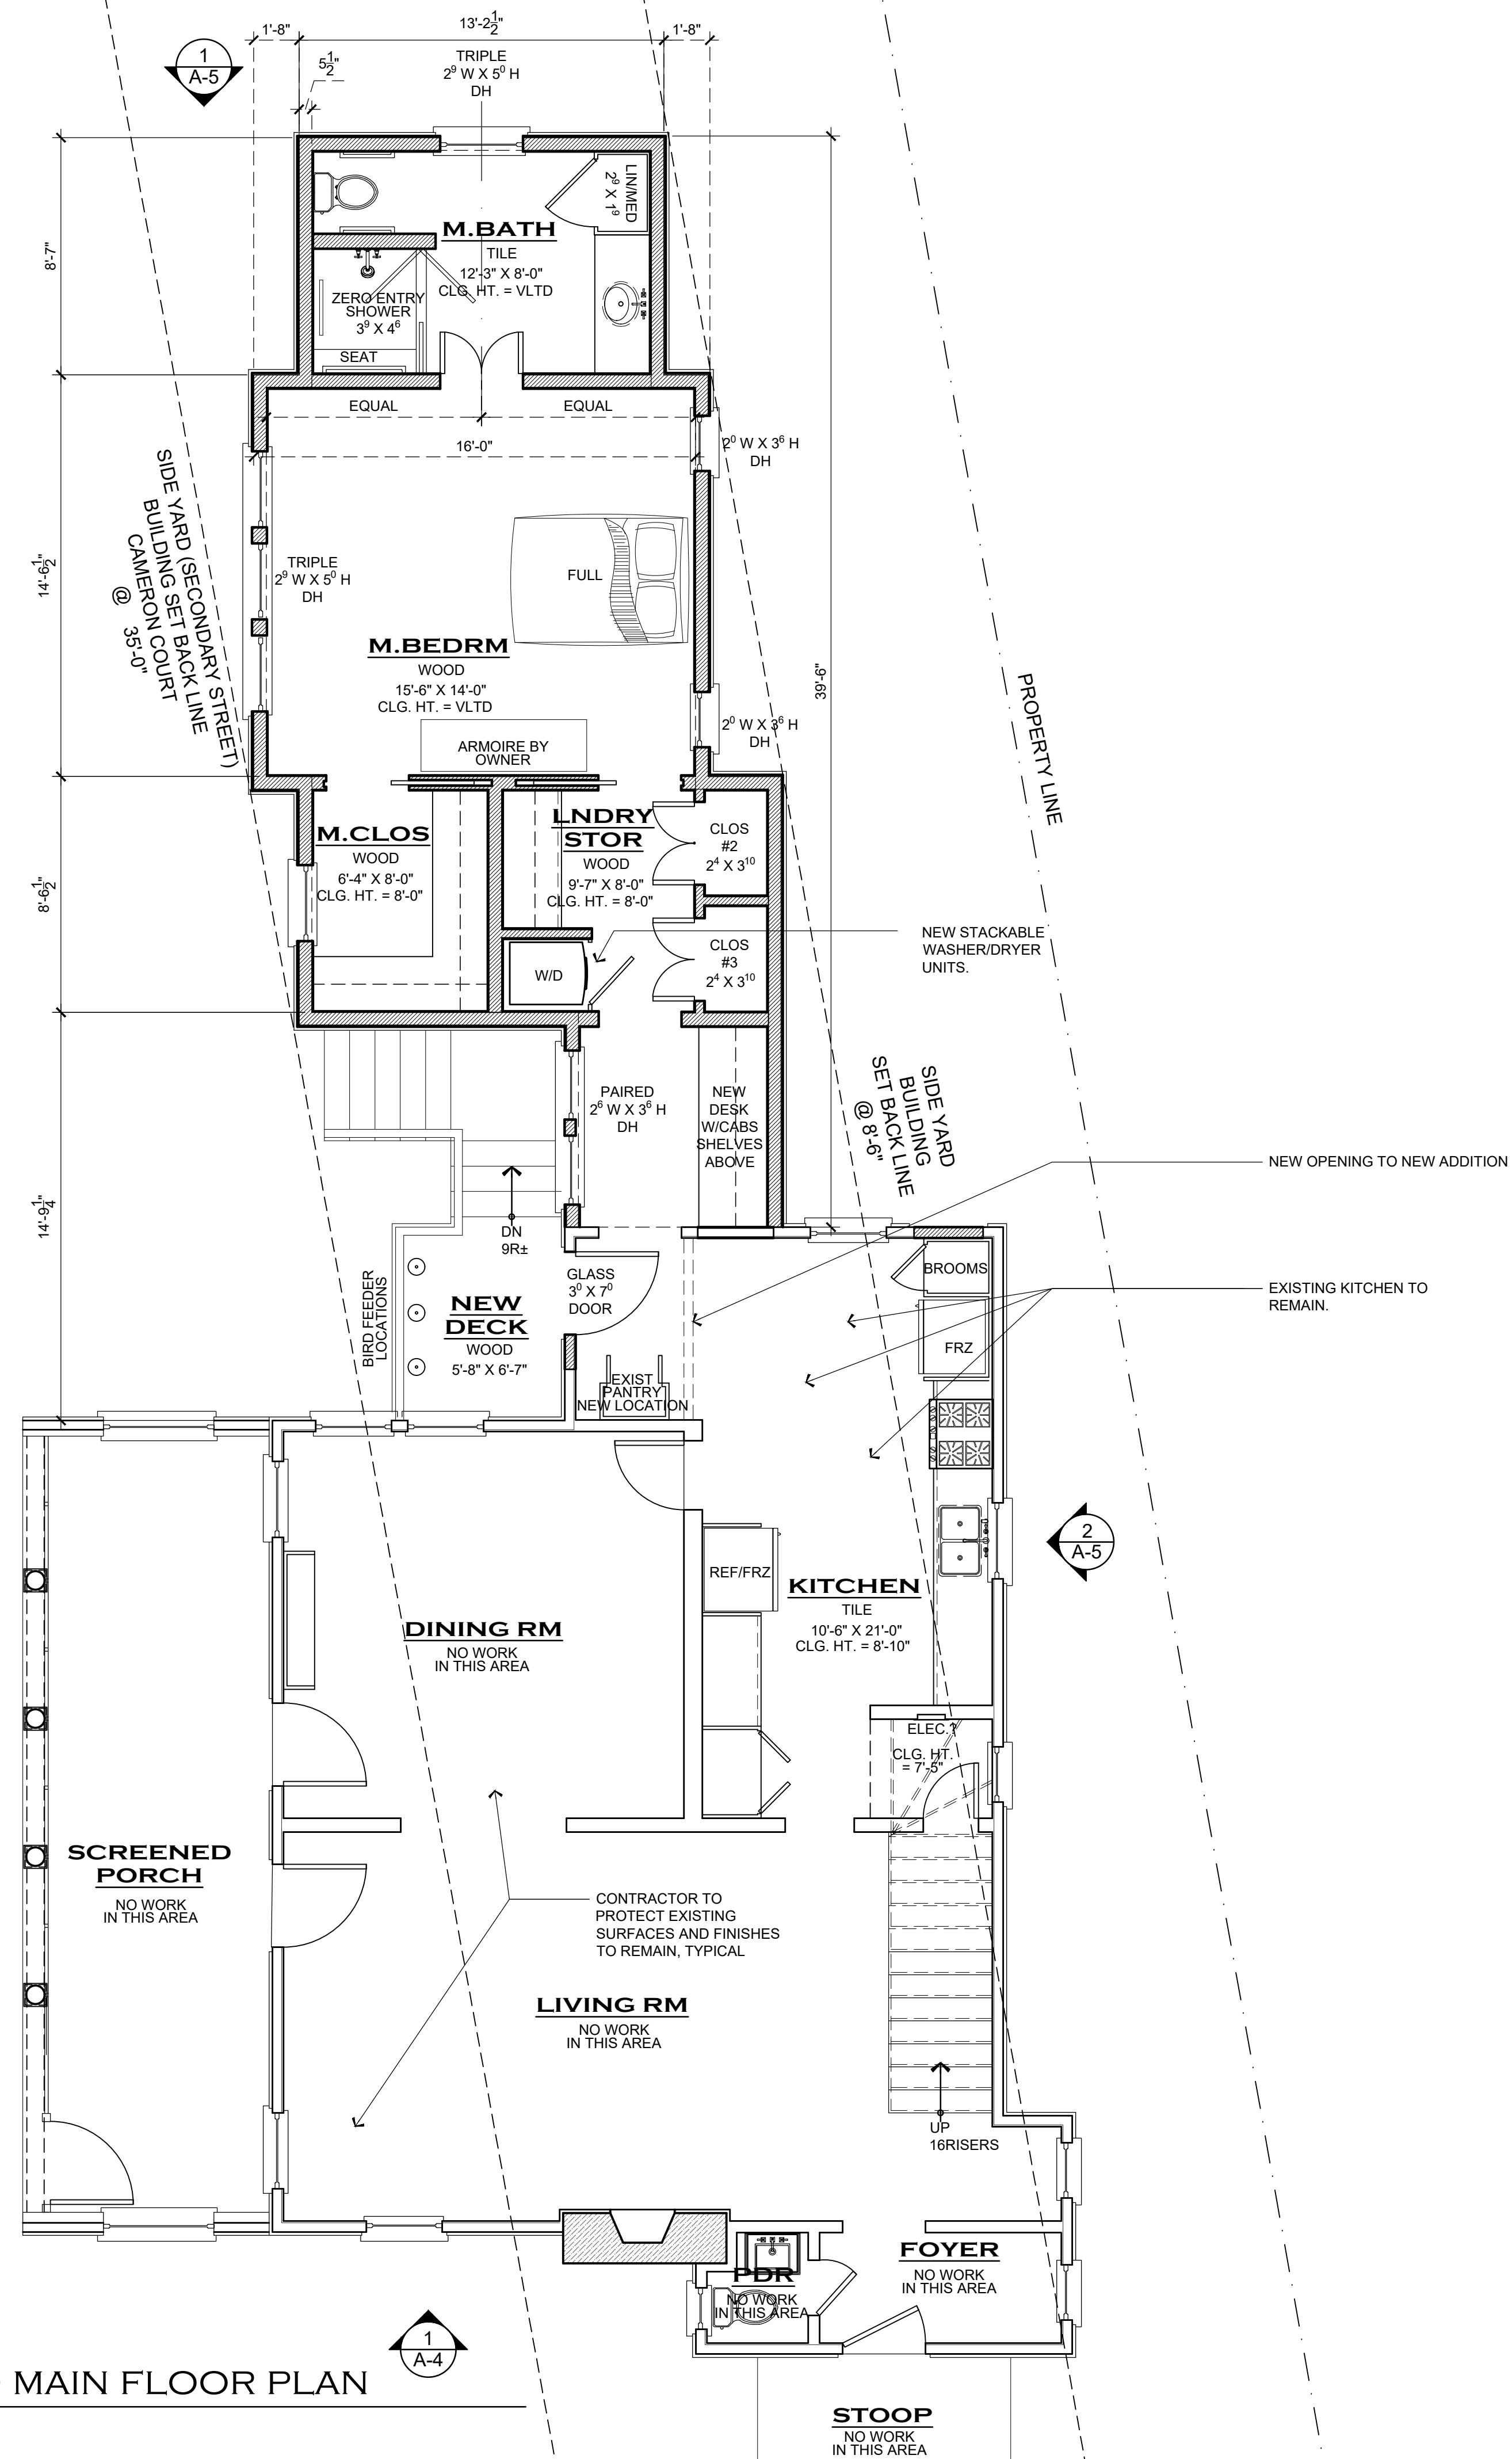 1'-8"
13'-2 1/2"
1'-8"
1
A-5
5 1/2"
TRIPLE
2⁹ W X 5⁰ H
DH
LIN/MED
2⁹ X 1⁹
M.BATH
TILE
12'-3" X 8'-0"
CLG. HT. = VLTD
ZERO ENTRY
SHOWER
3⁹ X 4⁶
SEAT
8'-7"
EQUAL
EQUAL
16'-0"
2⁰ W X 3⁶ H
DH
SIDE YARD (SECONDARY STREET)
BUILDING SET BACK LINE
CAMERON COURT
@ 35'-0"
14'-6 1/2"
TRIPLE
2⁹ W X 5⁰ H
DH
FULL
M.BEDRM
WOOD
15'-6" X 14'-0"
CLG. HT. = VLTD
39'-6"
2⁰ W X 3⁶ H
DH
PROPERTY LINE
ARMOIRE BY
OWNER
M.CLOS
WOOD
6'-4" X 8'-0"
CLG. HT. = 8'-0"
LNDRY
STOR
WOOD
9'-7" X 8'-0"
CLG. HT. = 8'-0"
CLOS
#2
2⁴ X 3¹⁰
8'-6 1/2"
CLOS
#3
2⁴ X 3¹⁰
W/D
NEW STACKABLE
WASHER/DRYER
UNITS.
PAIRED
2⁶ W X 3⁶ H
DH
NEW
DESK
W/CABS
SHELVES
ABOVE
SIDE YARD
BUILDING
SET BACK LINE
@ 8'-6"
NEW OPENING TO NEW ADDITION
14'-9 1/4"
DN
9R±
BIRD FEEDER
LOCATIONS
NEW
DECK
WOOD
5'-8" X 6'-7"
GLASS
3⁰ X 7⁰
DOOR
BROOMS
FRZ
EXISTING KITCHEN TO
REMAIN.
EXIST
PANTRY
NEW LOCATION
2
A-5
REF/FRZ
KITCHEN
TILE
10'-6" X 21'-0"
CLG. HT. = 8'-10"
DINING RM
NO WORK
IN THIS AREA
ELEC.?
CLG. HT.
= 7'-5"
SCREENED
PORCH
NO WORK
IN THIS AREA
CONTRACTOR TO
PROTECT EXISTING
SURFACES AND FINISHES
TO REMAIN, TYPICAL
LIVING RM
NO WORK
IN THIS AREA
UP
16RISERS
FOYER
NO WORK
IN THIS AREA
PDR
NO WORK
IN THIS AREA
1
A-4
MAIN FLOOR PLAN
STOOP
NO WORK
IN THIS AREA